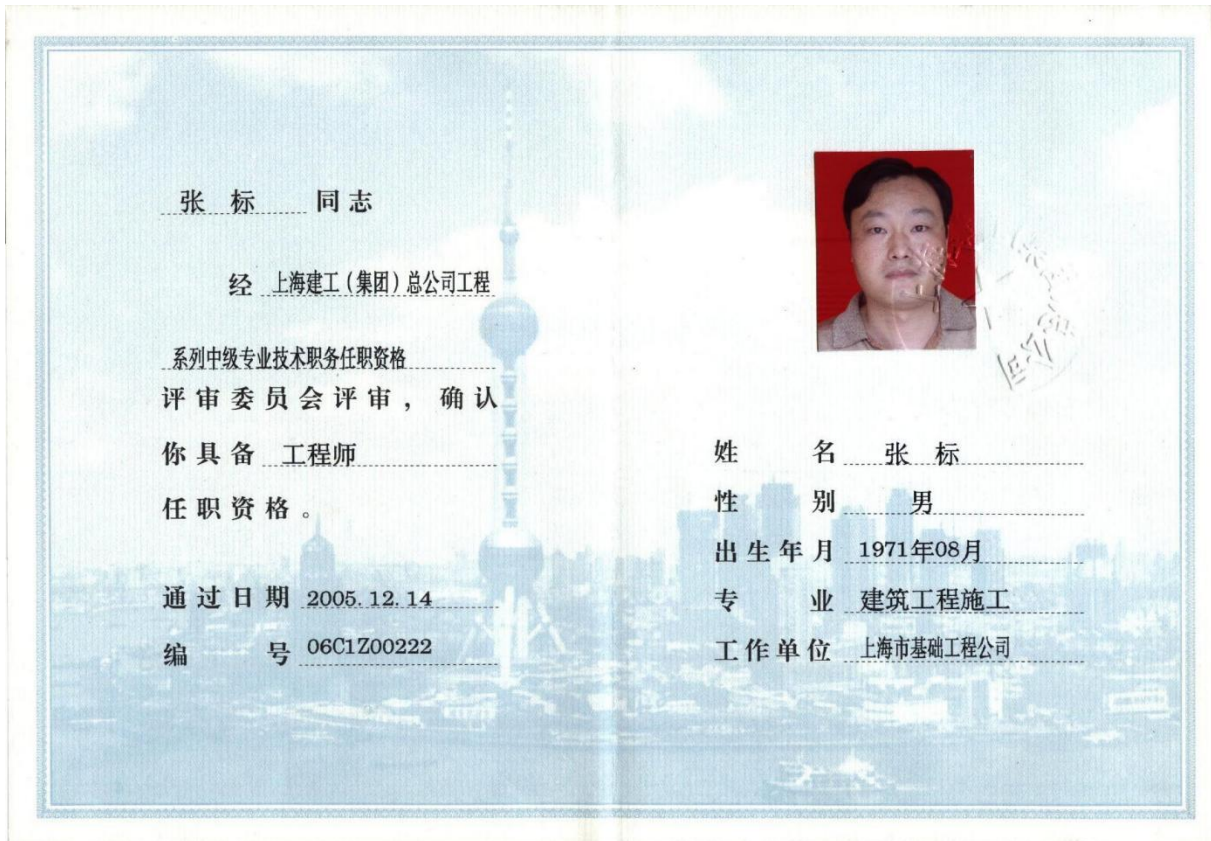 张 标 同志
经 上海建工（集团）总公司工程
系列中级专业技术职务任职资格
评审委员会评审，确认
你具备 工程师
任职资格。
通过日期 2005.12.14
编 号 06C1Z00222
姓 名 张 标
性 别 男
出生年月 1971年08月
专 业 建筑工程施工
工作单位 上海市基础工程公司